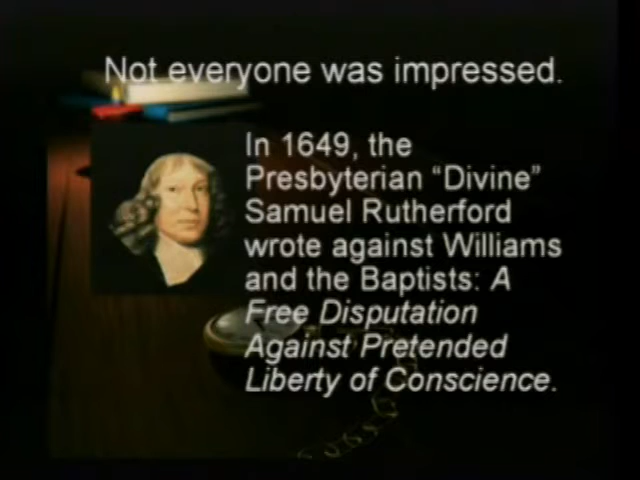 Not everyone was impressed.
In 1649, the
Presbyterian “Divine”
Samuel Rutherford
wrote against Williams
and the Baptists: A
Free Disputation
Against Pretended
Liberty of Conscience.